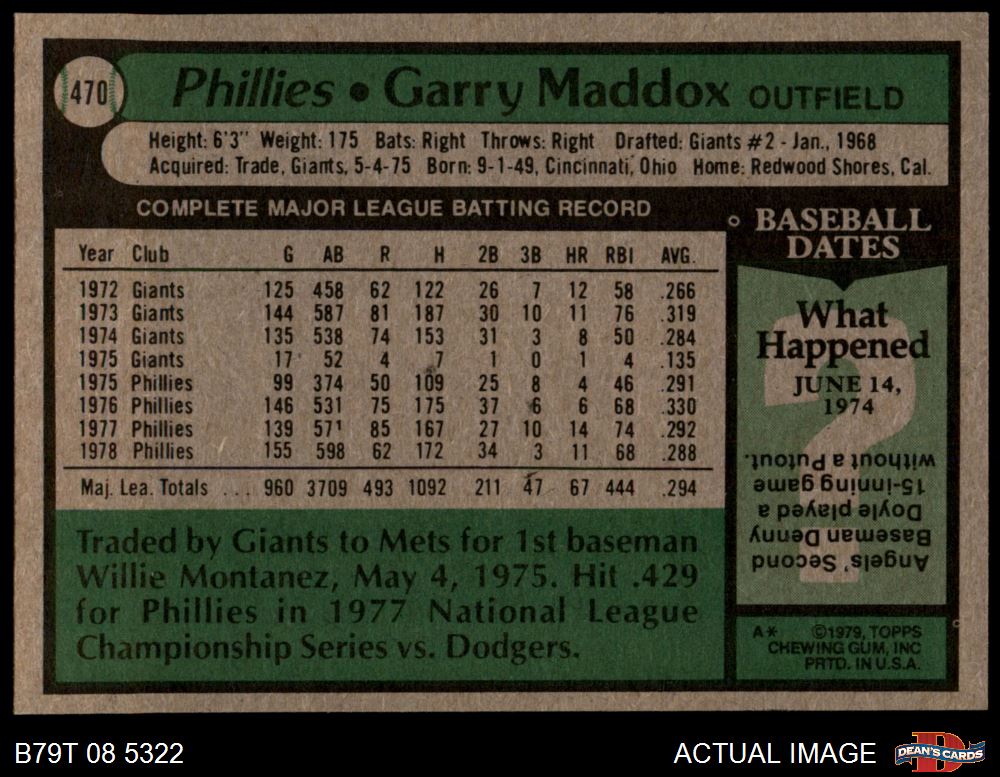 470
Phillies • Garry Maddox OUTFIELD
Height: 6'3" Weight: 175 Bats: Right Throws: Right Drafted: Giants #2 - Jan., 1968
Acquired: Trade, Giants, 5-4-75 Born: 9-1-49, Cincinnati, Ohio Home: Redwood Shores, Cal.
COMPLETE MAJOR LEAGUE BATTING RECORD
Year Club G AB R H 2B 3B HR RBI AVG.
1972 Giants 125 458 62 122 26 7 12 58 .266
1973 Giants 144 587 81 187 30 10 11 76 .319
1974 Giants 135 538 74 153 31 3 8 50 .284
1975 Giants 17 52 4 7 1 0 1 4 .135
1975 Phillies 99 374 50 109 25 8 4 46 .291
1976 Phillies 146 531 75 175 37 6 6 68 .330
1977 Phillies 139 571 85 167 27 10 14 74 .292
1978 Phillies 155 598 62 172 34 3 11 68 .288
Maj. Lea. Totals . . . 960 3709 493 1092 211 47 67 444 .294
Traded by Giants to Mets for 1st baseman
Willie Montanez, May 4, 1975. Hit .429
for Phillies in 1977 National League
Championship Series vs. Dodgers.
BASEBALL
DATES
What
Happened
JUNE 14,
1974
Angels' Second
Baseman Denny
Doyle played a
15-inning game
without a Putout.
A* ©1979, TOPPS
CHEWING GUM, INC
PRTD. IN U.S.A.
B79T 08 5322
ACTUAL IMAGE
D
DEAN'S CARDS